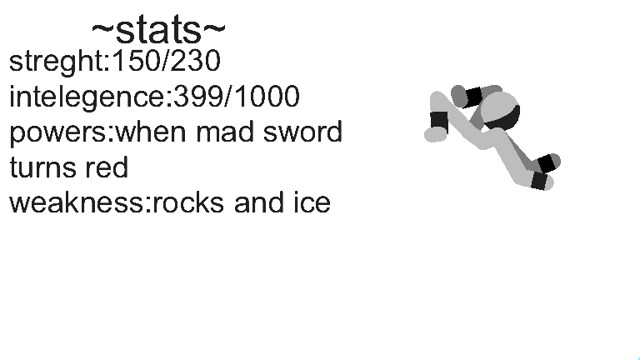 ~stats~
streght:150/230
intelegence:399/1000
powers:when mad sword
turns red
weakness:rocks and ice